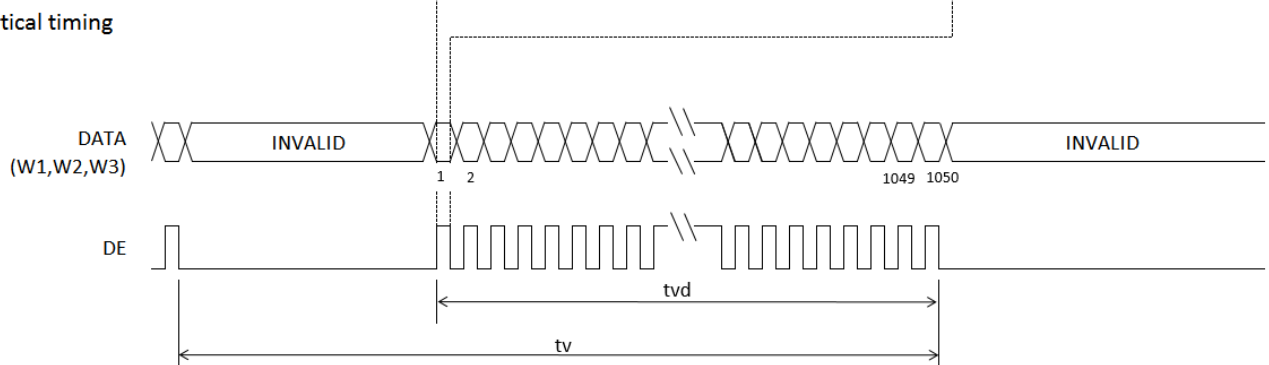 tical timing
DATA
(W1,W2,W3)
INVALID
INVALID
1
2
1049
1050
DE
tvd
tv